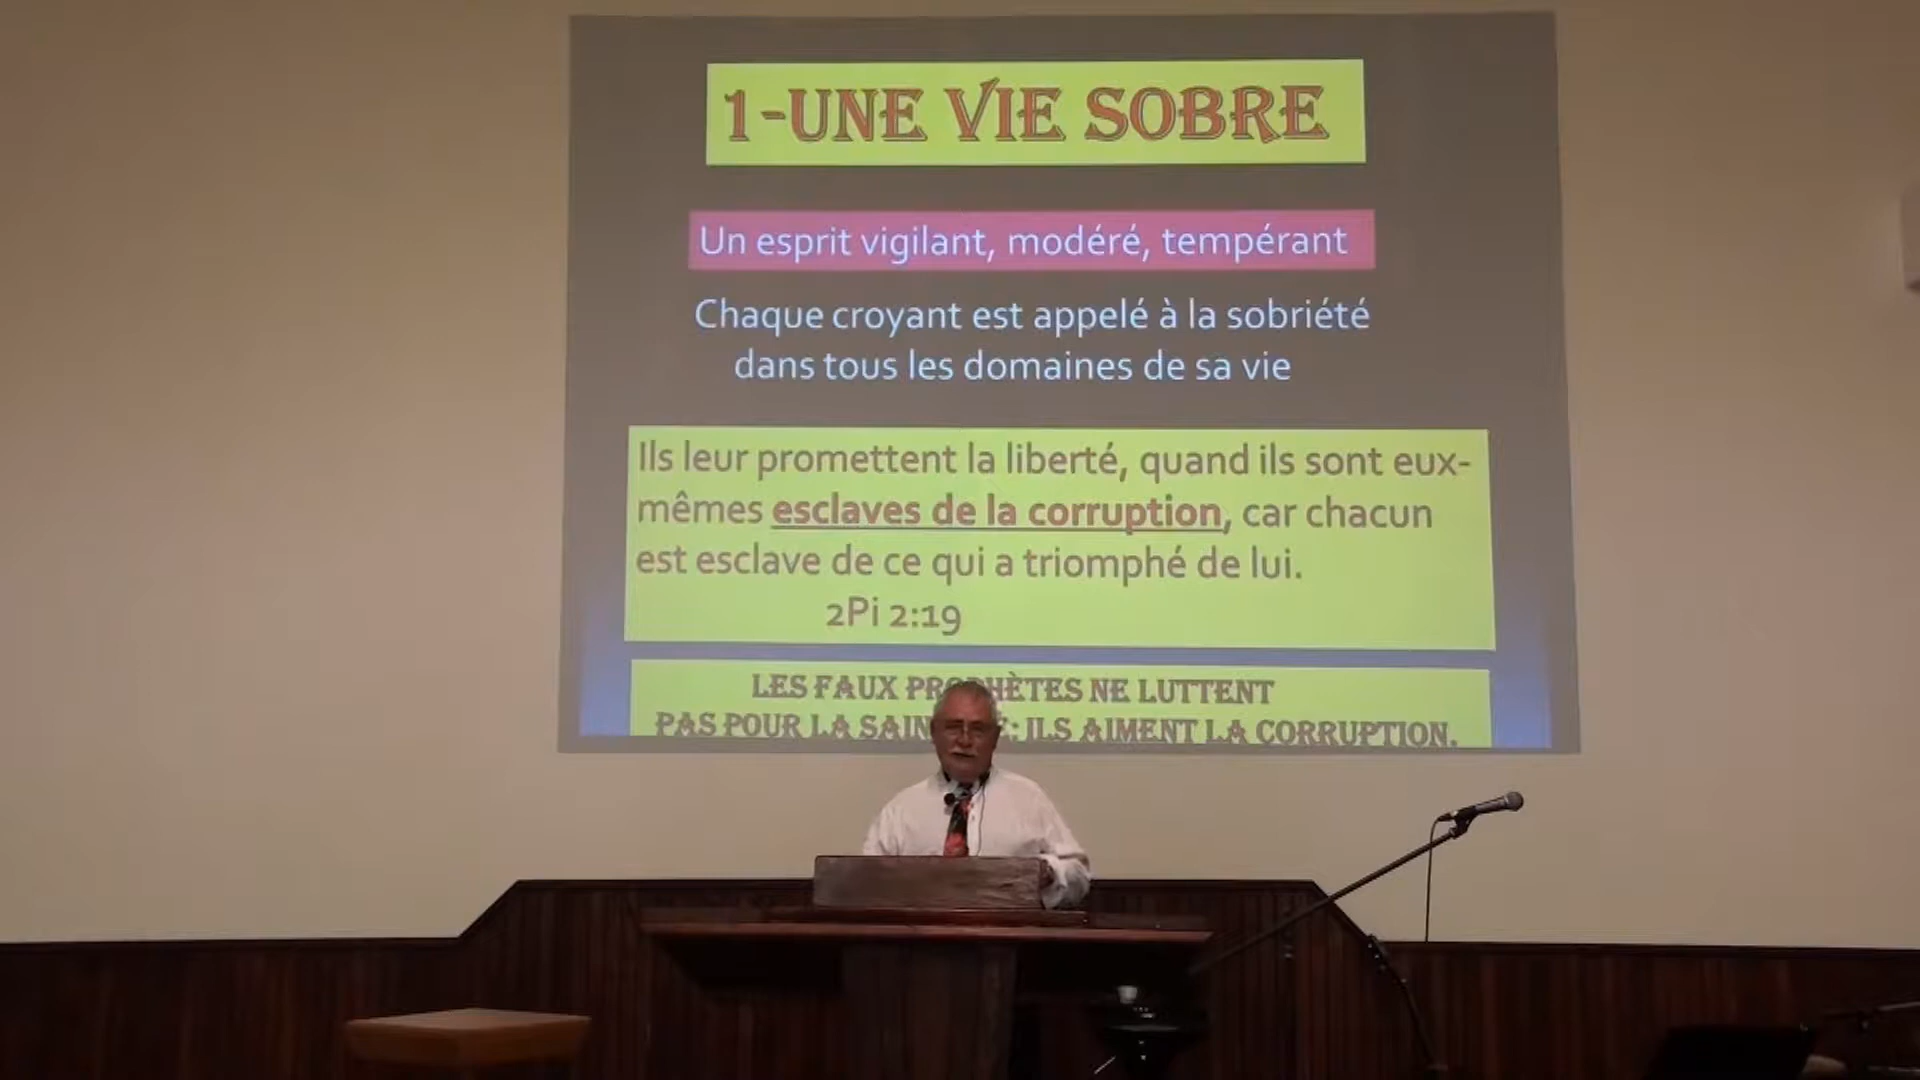 1-UNE VIE SOBRE
Un esprit vigilant, modéré, tempérant
Chaque croyant est appelé à la sobriété
dans tous les domaines de sa vie
Ils leur promettent la liberté, quand ils sont eux-
mêmes esclaves de la corruption, car chacun
est esclave de ce qui a triomphé de lui.
2Pi 2:19
LES FAUX PROPHÈTES NE LUTTENT
PAS POUR LA : ILS AIMENT LA CORRUPTION.